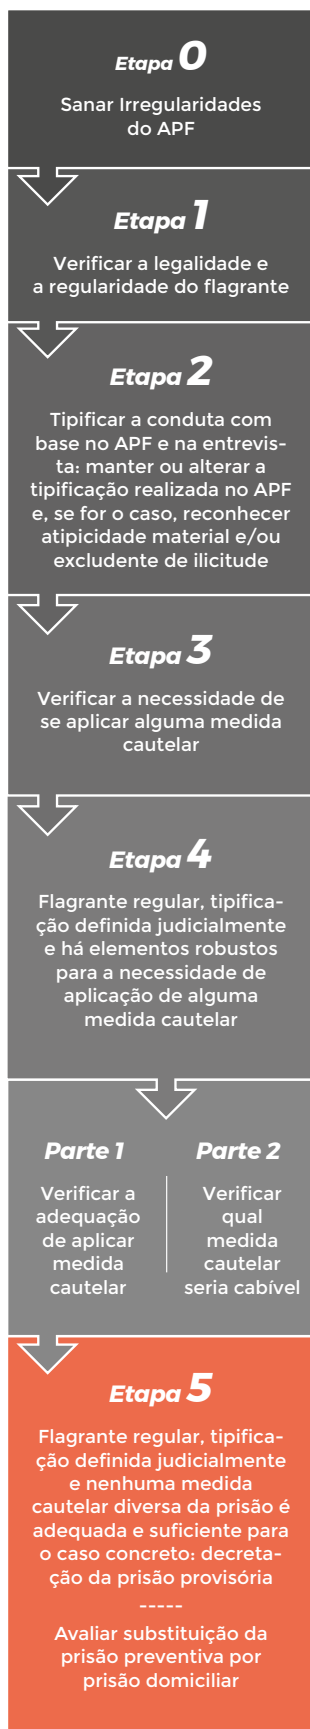 Etapa 0
Sanar Irregularidades
do APF
Etapa 1
Verificar a legalidade e
a regularidade do flagrante
Etapa 2
Tipificar a conduta com
base no APF e na entrevis-
ta: manter ou alterar a
tipificação realizada no APF
e, se for o caso, reconhecer
atipicidade material e/ou
excludente de ilicitude
Etapa 3
Verificar a necessidade de
se aplicar alguma medida
cautelar
Etapa 4
Flagrante regular, tipifica-
ção definida judicialmente
e há elementos robustos
para a necessidade de
aplicação de alguma
medida cautelar
Parte 1
Verificar a
adequação
de aplicar
medida
cautelar
Parte 2
Verificar
qual
medida
cautelar
seria cabível
Etapa 5
Flagrante regular, tipifica-
ção definida judicialmente
e nenhuma medida
cautelar diversa da prisão é
adequada e suficiente para
o caso concreto: decreta-
ção da prisão provisória
-----
Avaliar substituição da
prisão preventiva por
prisão domiciliar